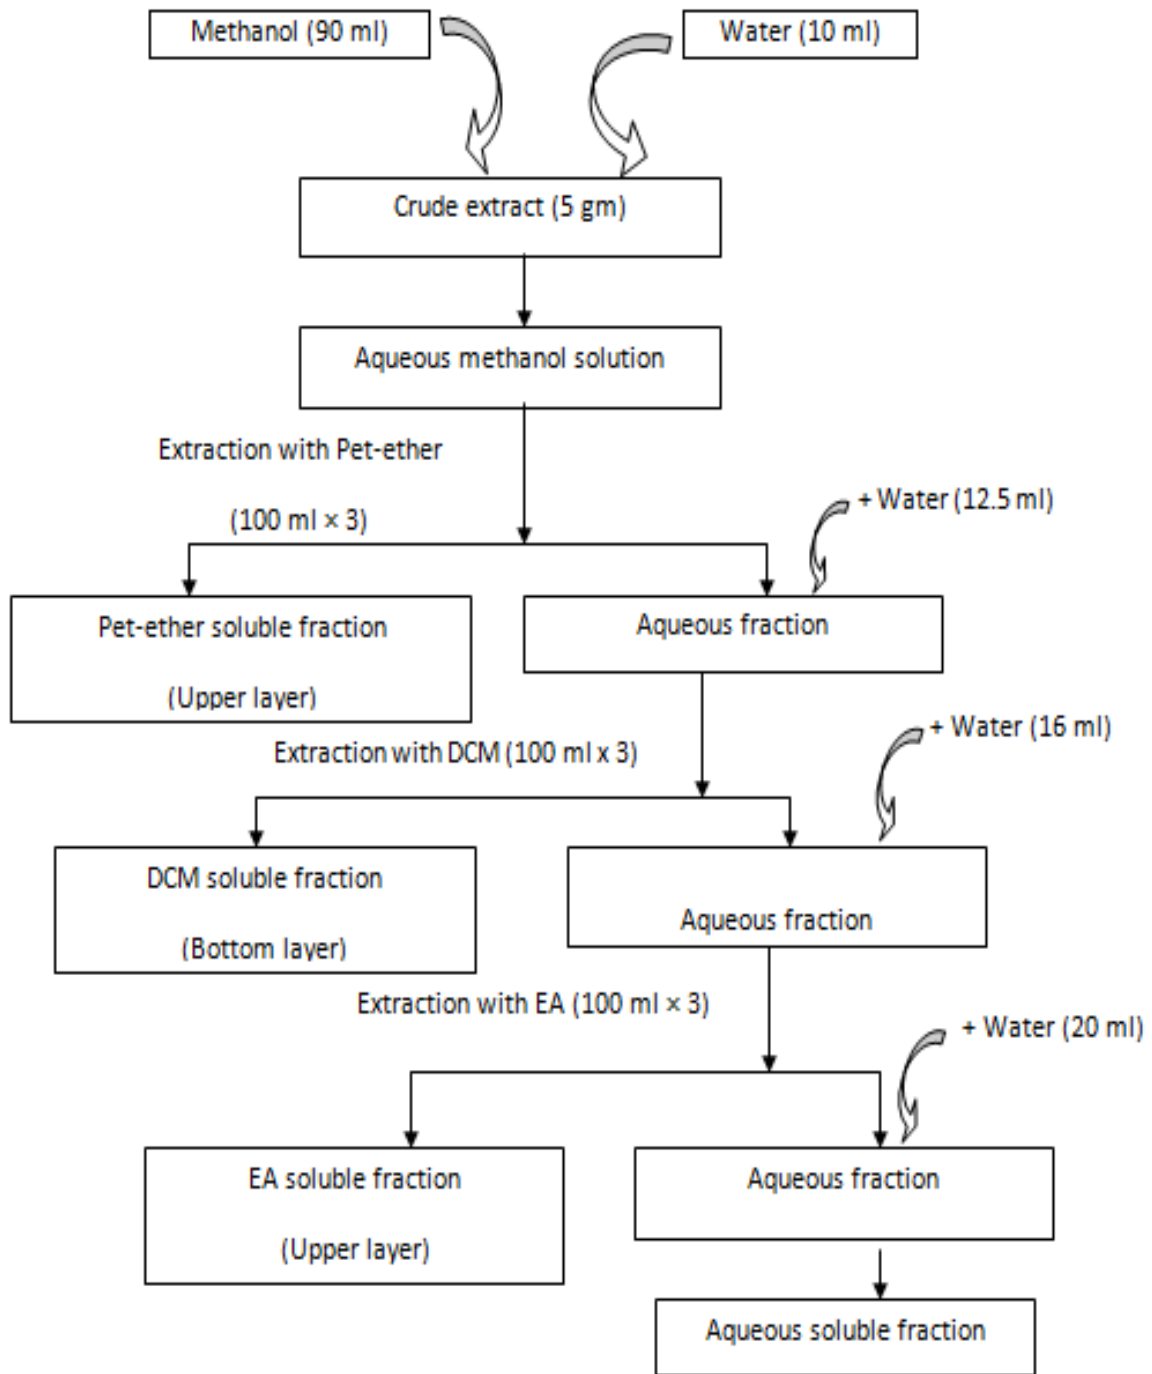 Methanol (90 ml)
Water (10 ml)
Crude extract (5 gm)
Aqueous methanol solution
Extraction with Pet-ether
(100 ml × 3)
+ Water (12.5 ml)
Pet-ether soluble fraction
(Upper layer)
Aqueous fraction
+ Water (16 ml)
Extraction with DCM (100 ml x 3)
DCM soluble fraction
(Bottom layer)
Aqueous fraction
Extraction with EA (100 ml × 3)
+ Water (20 ml)
EA soluble fraction
(Upper layer)
Aqueous fraction
Aqueous soluble fraction